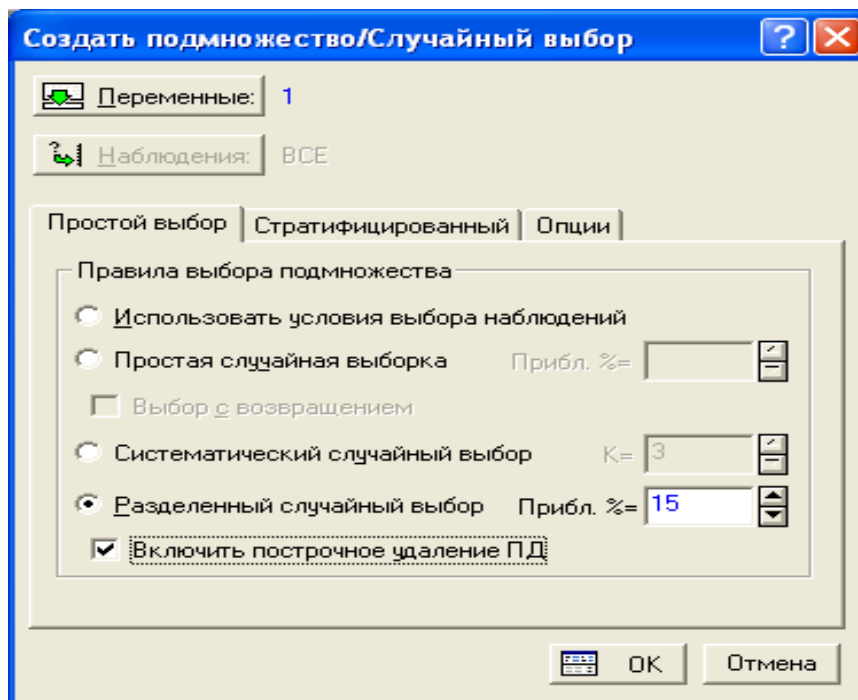 Создать подмножество/Случайный выбор
Переменные: 1
Наблюдения: ВСЕ
Простой выбор Стратифицированный Опции
Правила выбора подмножества
Использовать условия выбора наблюдений
Простая случайная выборка Прибл. %=
Выбор с возвращением
Систематический случайный выбор K= 3
Разделенный случайный выбор Прибл. %= 15
Включить построчное удаление ПД
OK Отмена